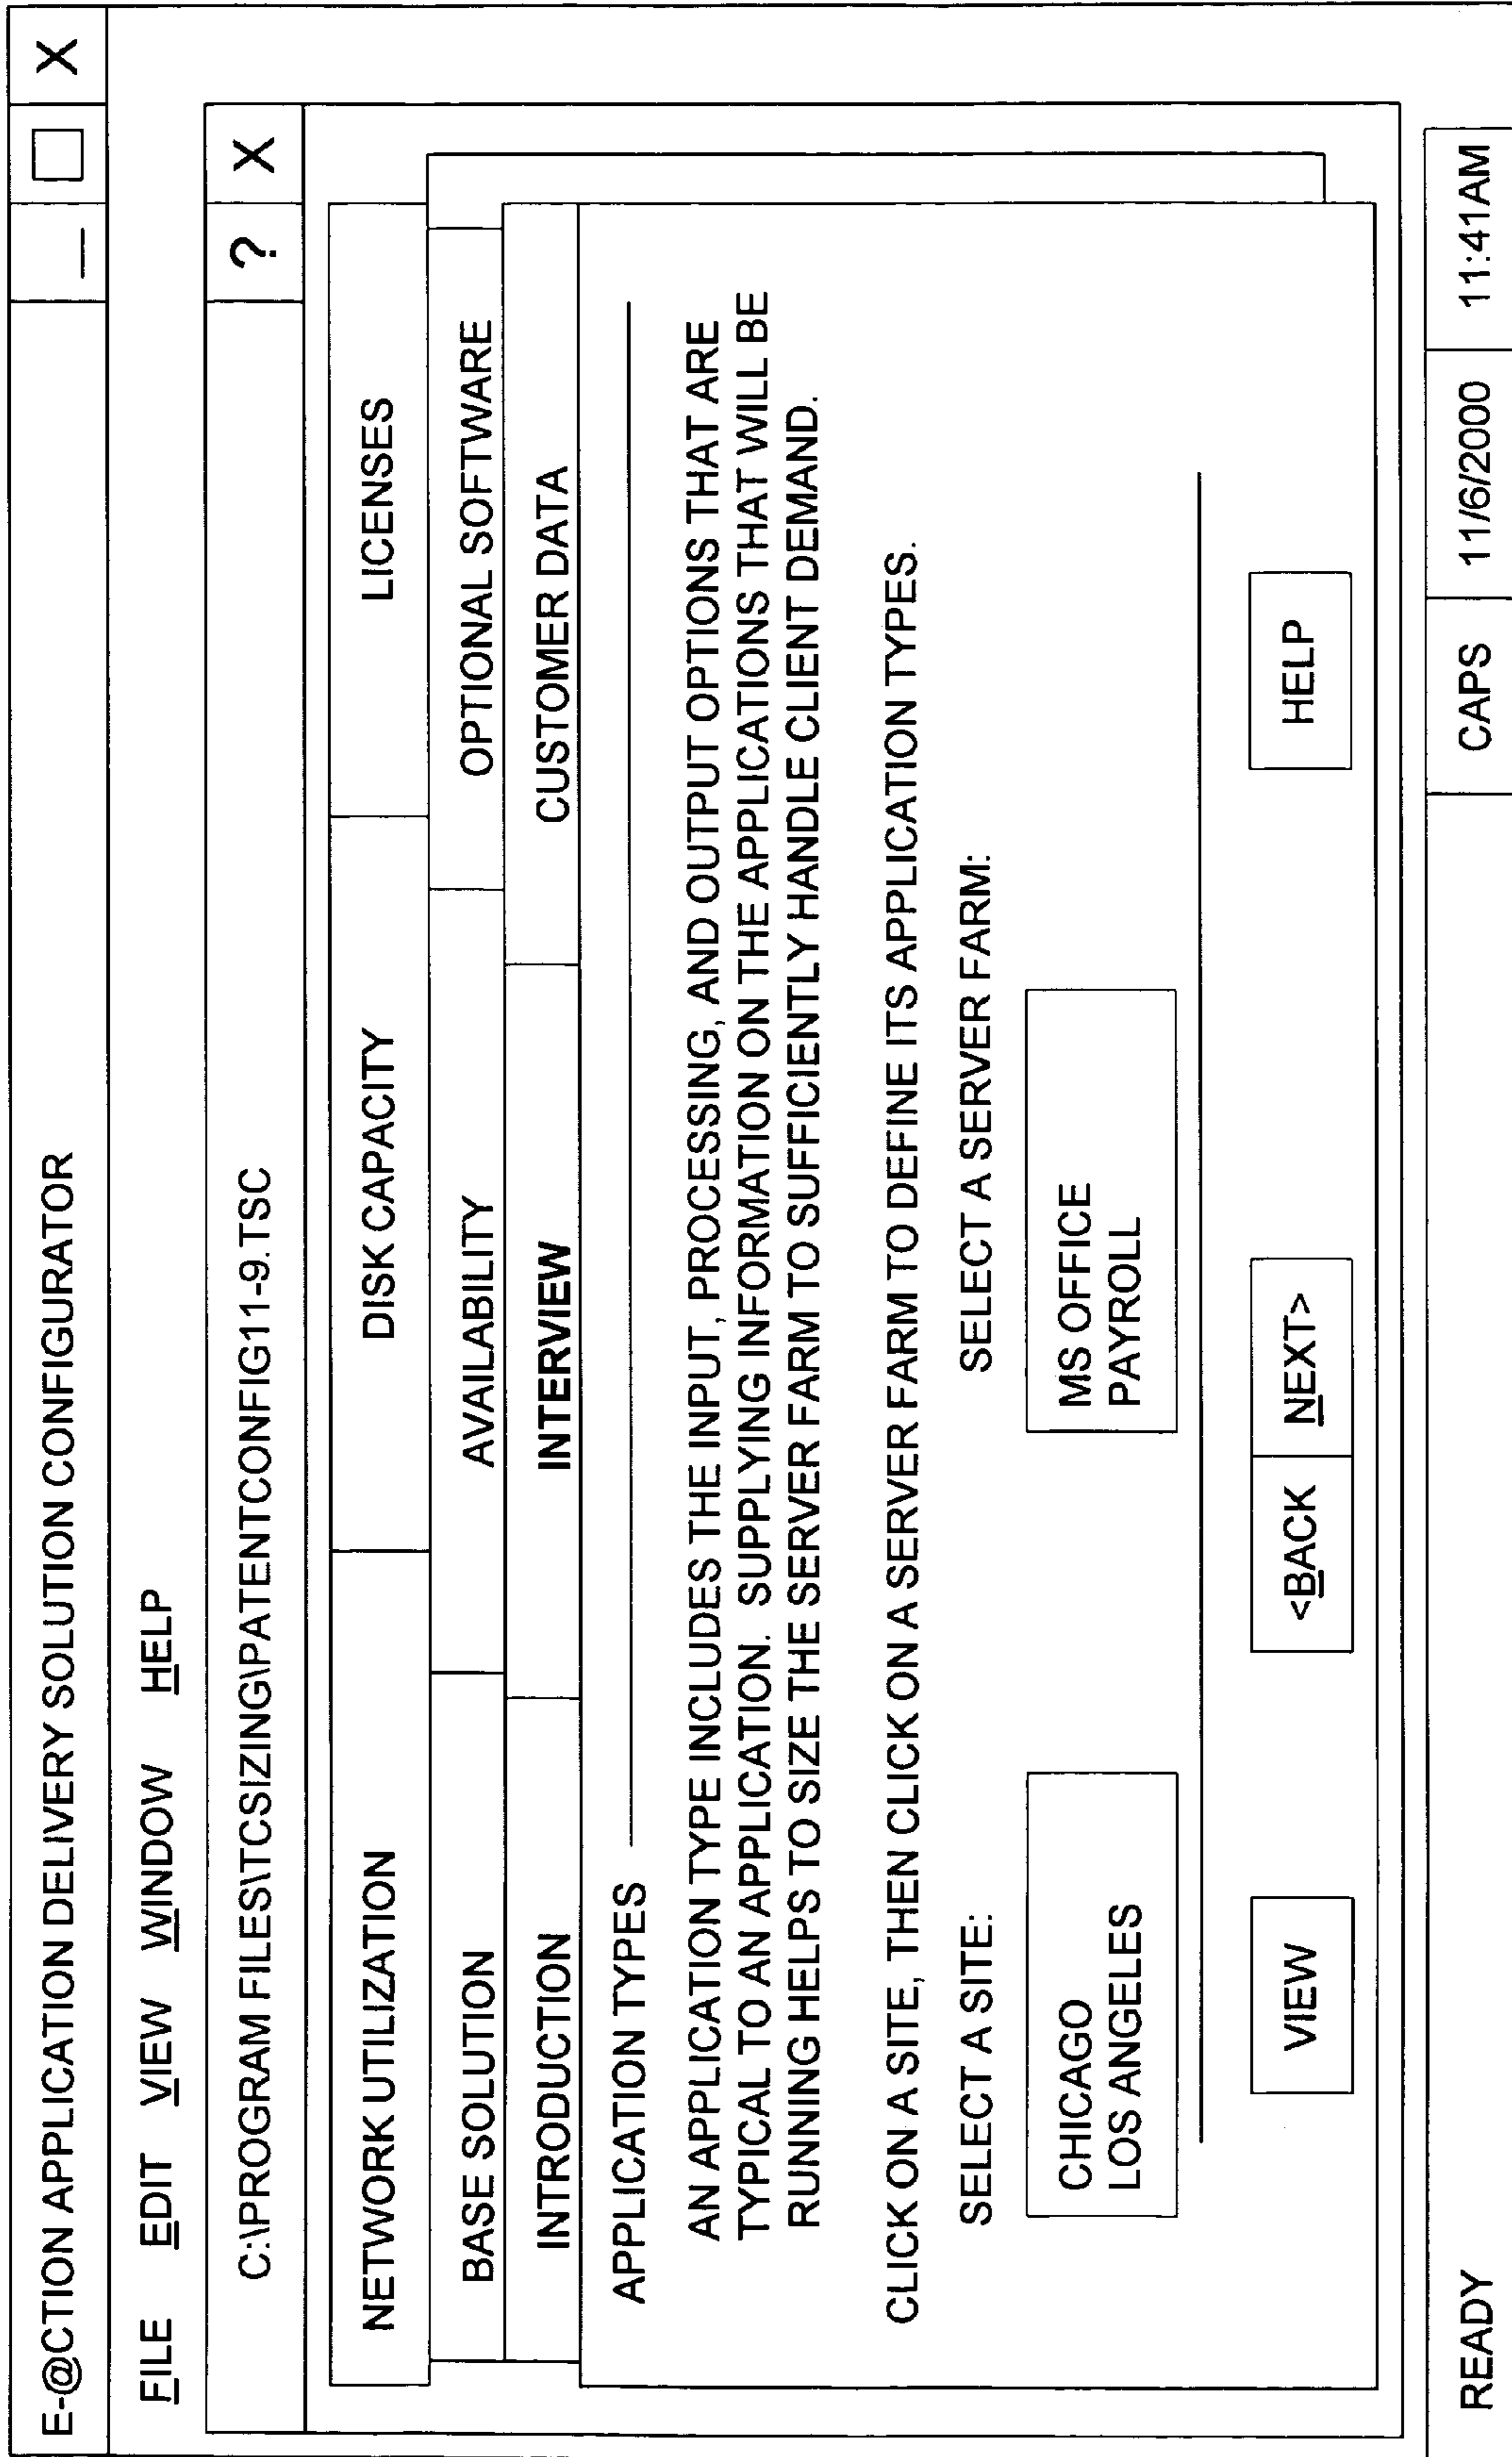 E-@CTION APPLICATION DELIVERY SOLUTION CONFIGURATOR _ X
FILE EDIT VIEW WINDOW HELP
C:\PROGRAM FILES\TCSIZING\PATENTCONFIG11-9.TSC ? X
NETWORK UTILIZATION DISK CAPACITY LICENSES
BASE SOLUTION AVAILABILITY OPTIONAL SOFTWARE
INTRODUCTION INTERVIEW CUSTOMER DATA
APPLICATION TYPES
AN APPLICATION TYPE INCLUDES THE INPUT, PROCESSING, AND OUTPUT OPTIONS THAT ARE
TYPICAL TO AN APPLICATION. SUPPLYING INFORMATION ON THE APPLICATIONS THAT WILL BE
RUNNING HELPS TO SIZE THE SERVER FARM TO SUFFICIENTLY HANDLE CLIENT DEMAND.
CLICK ON A SITE, THEN CLICK ON A SERVER FARM TO DEFINE ITS APPLICATION TYPES.
SELECT A SITE: SELECT A SERVER FARM:
CHICAGO MS OFFICE
LOS ANGELES PAYROLL
VIEW <BACK NEXT> HELP
READY CAPS 11/6/2000 11:41AM